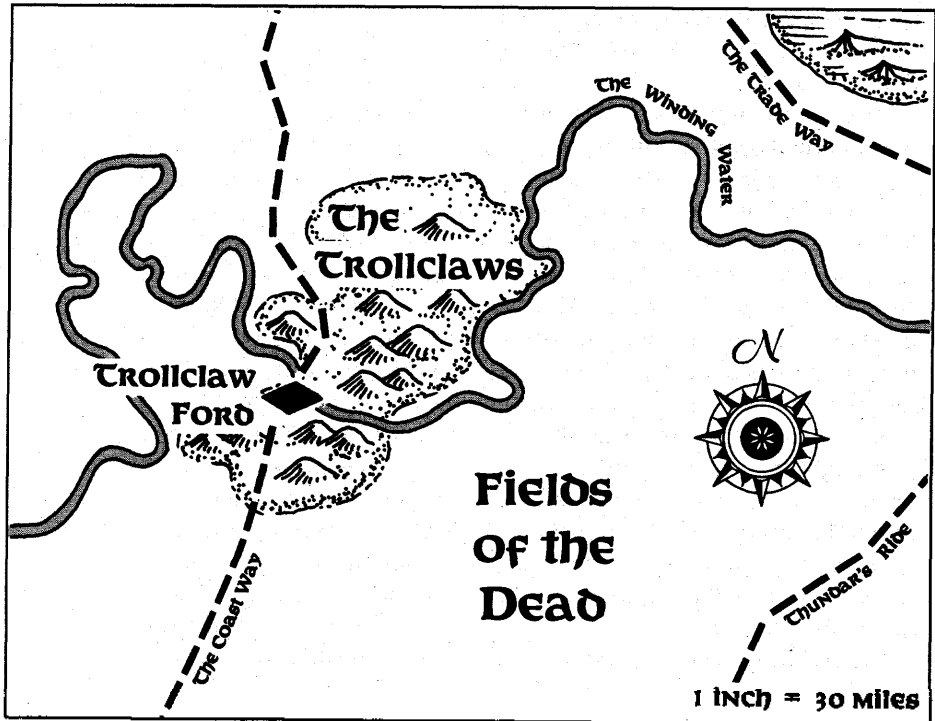 The Trade Way
The Winding Water
The
Trollclaws
N
Trollclaw
Ford
Fields
of the
Dead
The Coast Way
Thundar's Ride
1 inch = 30 Miles